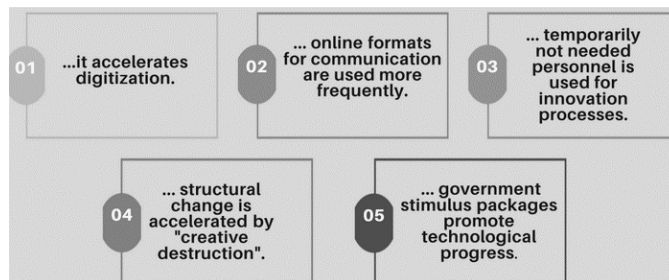 01
...it accelerates
digitization.
02
... online formats
for communication
are used more
frequently.
03
... temporarily
not needed
personnel is
used for
innovation
processes.
04
... structural
change is
accelerated by
"creative
destruction".
05
... government
stimulus packages
promote
technological
progress.